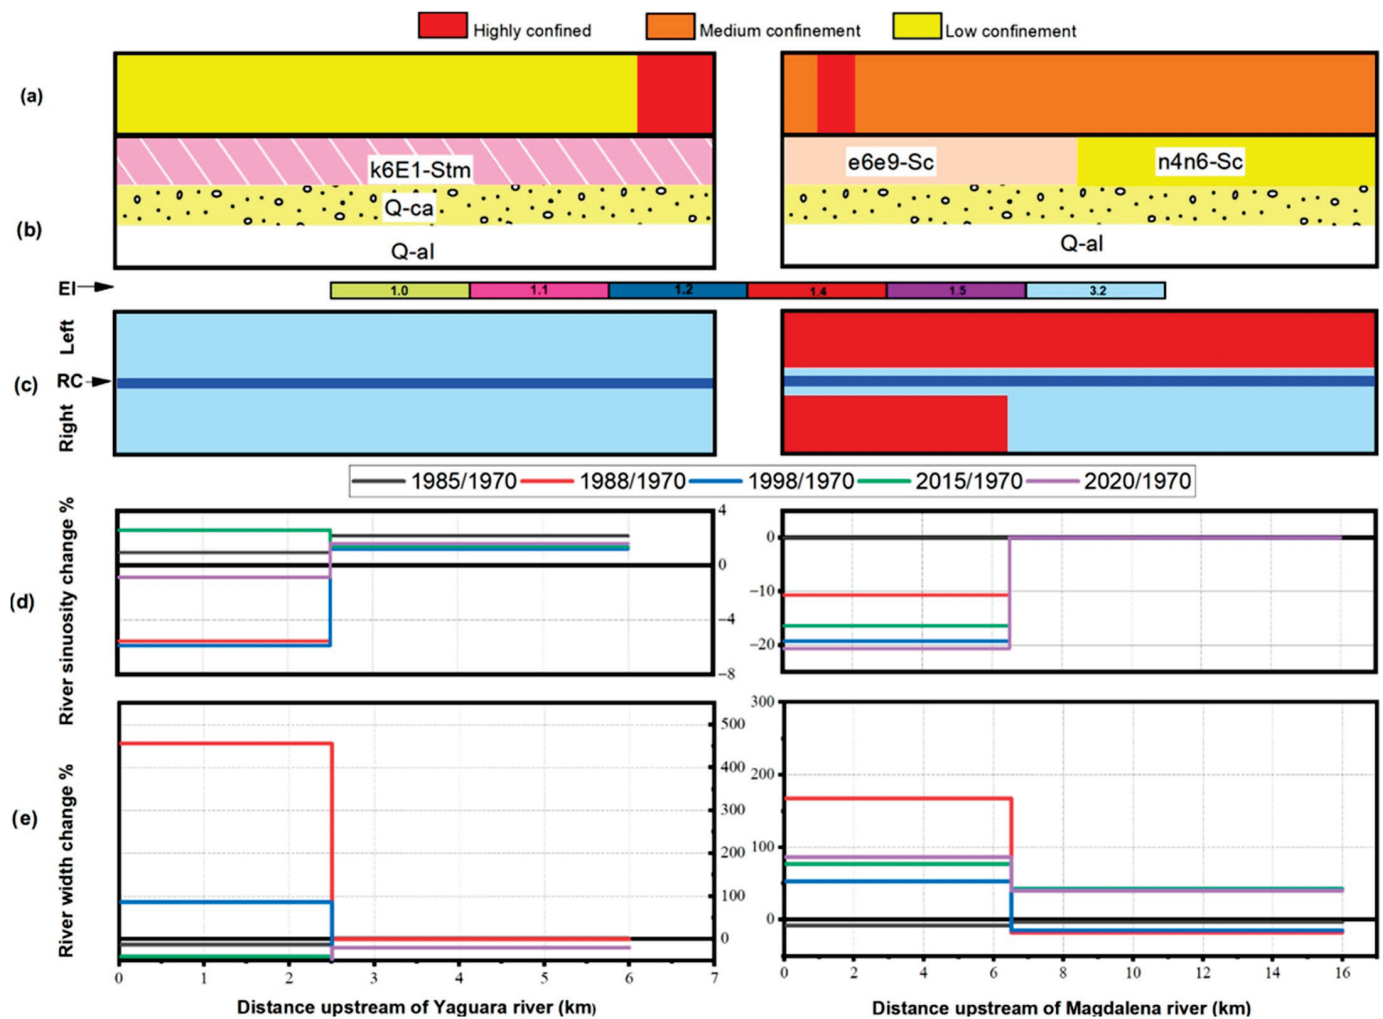 Highly confined Medium confinement Low confinement
(a)
k6E1-Stm e6e9-Sc n4n6-Sc
Q-ca
(b)
Q-al Q-al
EI
1.0 1.1 1.2 1.4 1.5 3.2
Left
(c) RC
Right
1985/1970 1988/1970 1998/1970 2015/1970 2020/1970
(d)
River sinuosity change %
4
0
−4
−8
0
−10
−20
(e)
River width change %
500
400
300
200
100
0
300
200
100
0
0 1 2 3 4 5 6 7
0 2 4 6 8 10 12 14 16
Distance upstream of Yaguara river (km)
Distance upstream of Magdalena river (km)